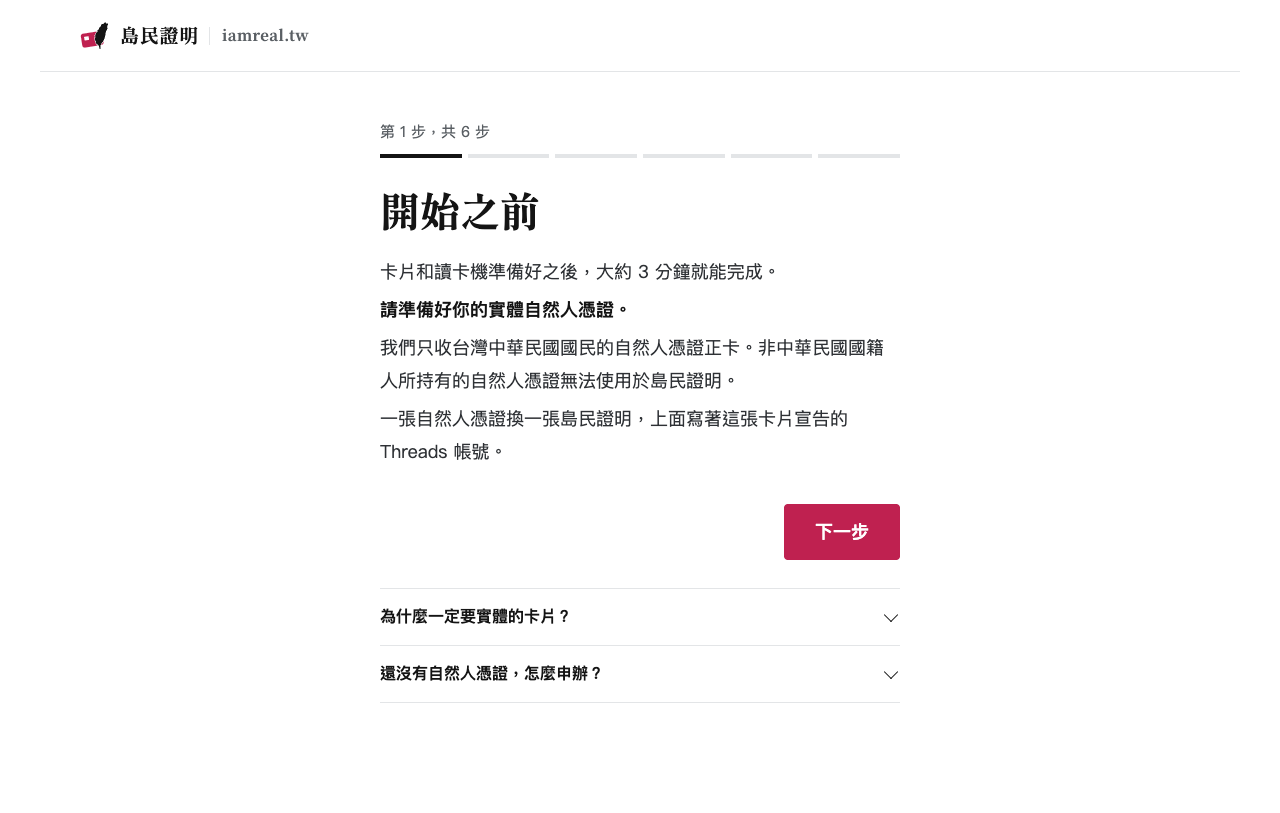 島民證明
iamreal.tw
第 1 步，共 6 步
開始之前
卡片和讀卡機準備好之後，大約 3 分鐘就能完成。
請準備好你的實體自然人憑證。
我們只收台灣中華民國國民的自然人憑證正卡。非中華民國國籍
人所持有的自然人憑證無法使用於島民證明。
一張自然人憑證換一張島民證明，上面寫著這張卡片宣告的
Threads 帳號。
下一步
為什麼一定要實體的卡片？
還沒有自然人憑證，怎麼申辦？